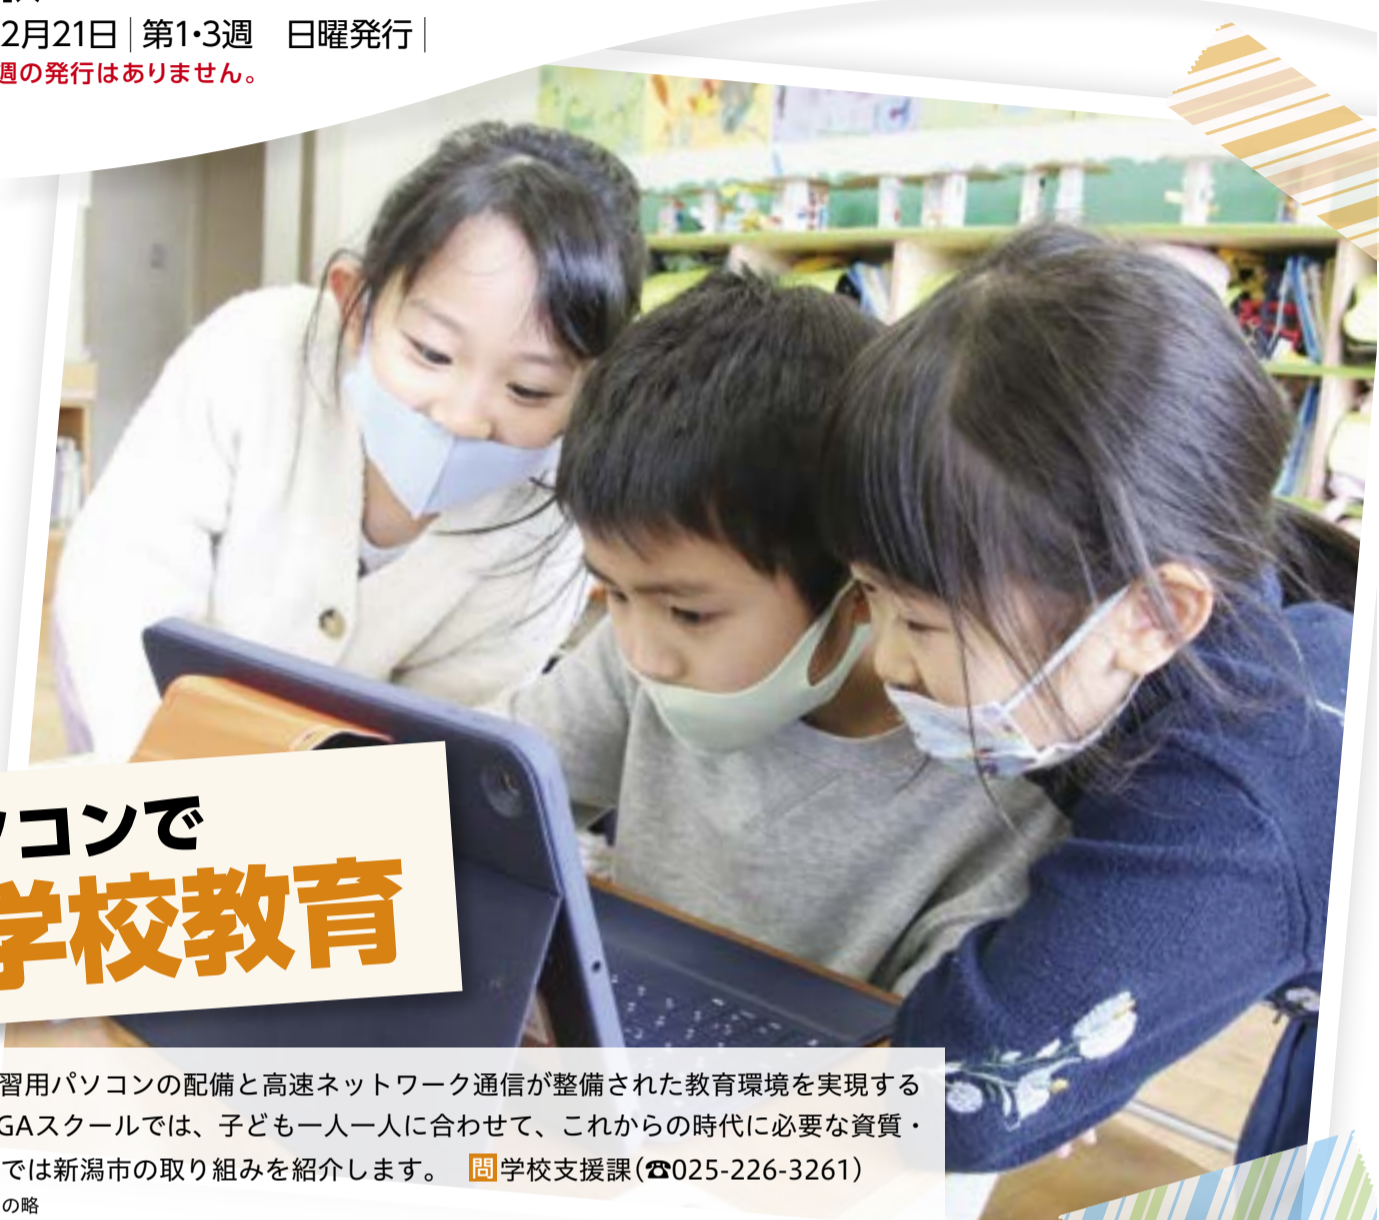 2月21日│第1・3週　日曜発行│
週の発行はありません。
ソコンで
学校教育
習用パソコンの配備と高速ネットワーク通信が整備された教育環境を実現する
GAスクールでは、子ども一人一人に合わせて、これからの時代に必要な資質・
では新潟市の取り組みを紹介します。　問学校支援課(☎025-226-3261)
の略